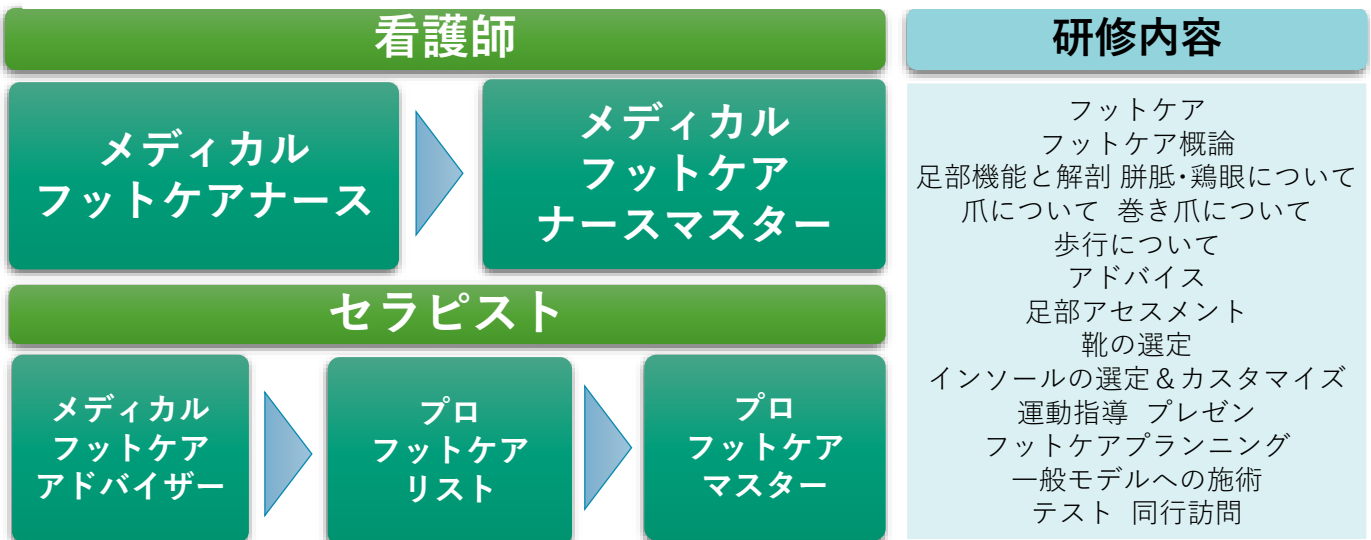 看護師
メディカル
フットケアナース
メディカル
フットケア
ナースマスター
セラピスト
メディカル
フットケア
アドバイザー
プロ
フットケア
リスト
プロ
フットケア
マスター
研修内容
フットケア
フットケア概論
足部機能と解剖 胼胝･鶏眼について
爪について 巻き爪について
歩行について
アドバイス
足部アセスメント
靴の選定
インソールの選定＆カスタマイズ
運動指導 プレゼン
フットケアプランニング
一般モデルへの施術
テスト 同行訪問